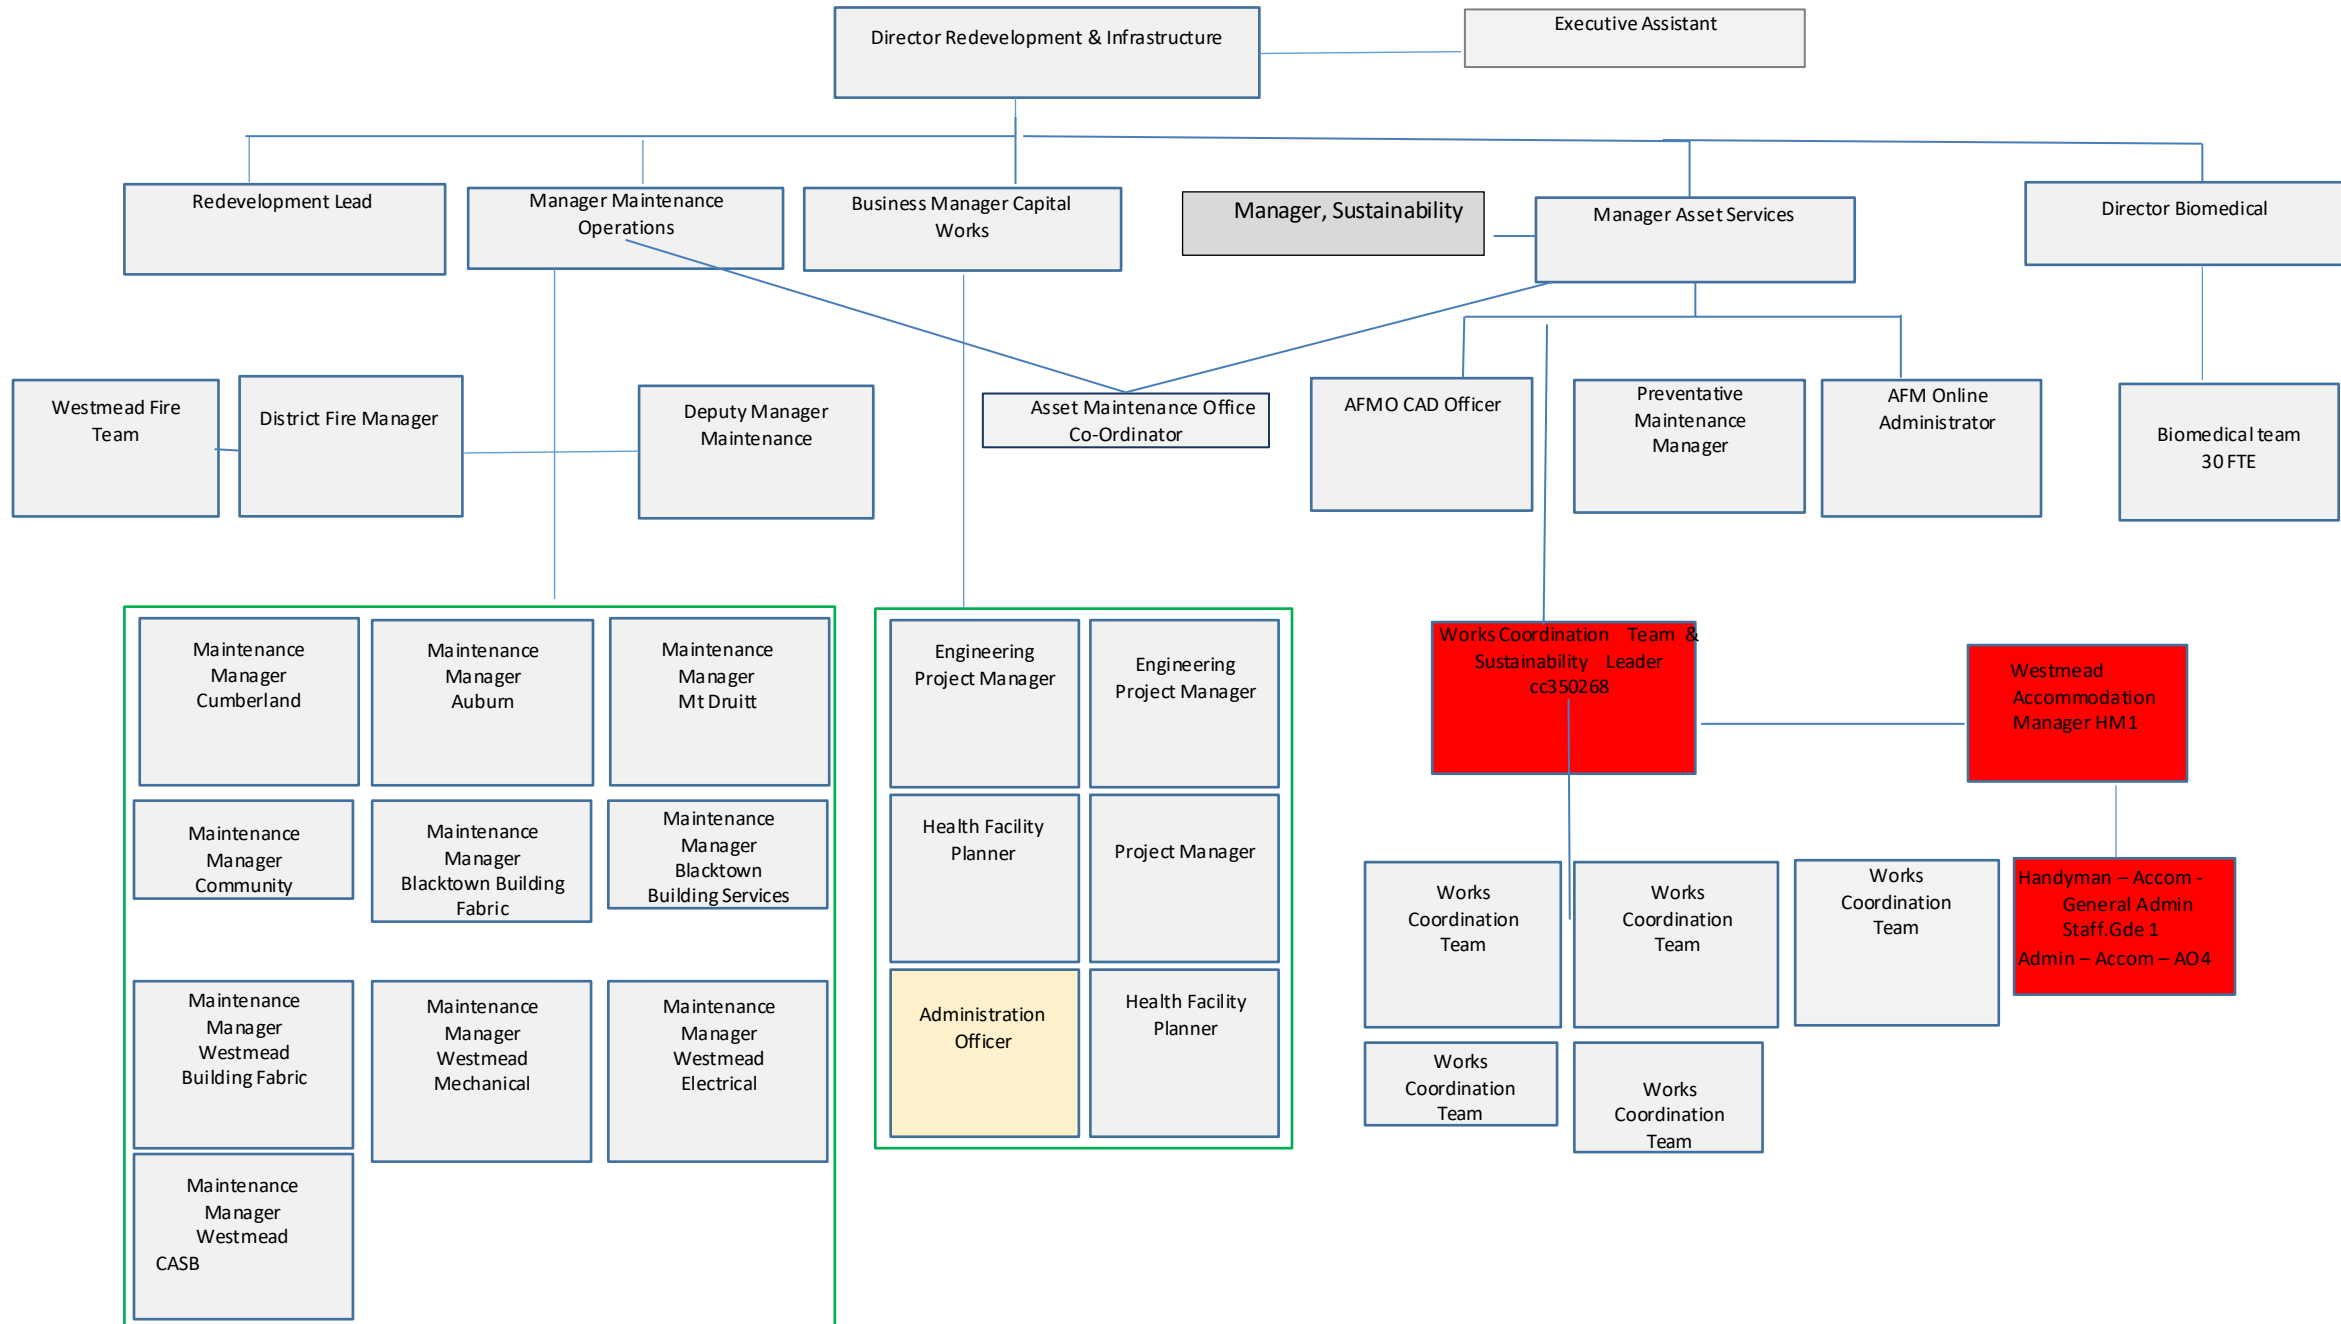 Director Redevelopment & Infrastructure
Executive Assistant
Redevelopment Lead
Manager Maintenance
Operations
Business Manager Capital
Works
Manager, Sustainability
Manager Asset Services
Director Biomedical
Westmead Fire
Team
District Fire Manager
Deputy Manager
Maintenance
Asset Maintenance Office
Co-Ordinator
AFMO CAD Officer
Preventative
Maintenance
Manager
AFM Online
Administrator
Biomedical team
30 FTE
Maintenance
Manager
Cumberland
Maintenance
Manager
Auburn
Maintenance
Manager
Mt Druitt
Engineering
Project Manager
Engineering
Project Manager
Works Coordination Team &
Sustainability Leader
cc350268
Westmead
Accommodation
Manager HM1
Maintenance
Manager
Community
Maintenance
Manager
Blacktown Building
Fabric
Maintenance
Manager
Blacktown
Building Services
Health Facility
Planner
Project Manager
Works
Coordination
Team
Works
Coordination
Team
Works
Coordination
Team
Handyman – Accom -
General Admin
Staff.Gde 1
Admin – Accom – AO4
Maintenance
Manager
Westmead
Building Fabric
Maintenance
Manager
Westmead
Mechanical
Maintenance
Manager
Westmead
Electrical
Administration
Officer
Health Facility
Planner
Works
Coordination
Team
Works
Coordination
Team
Maintenance
Manager
Westmead
CASB